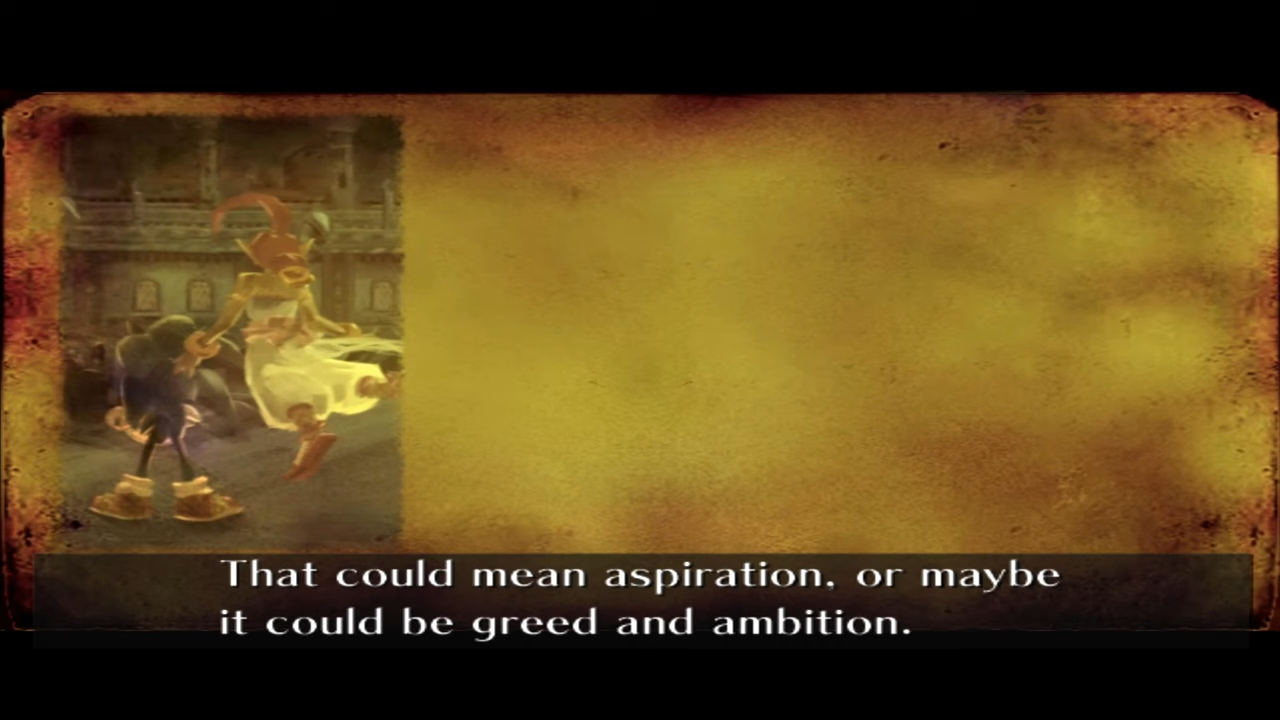 That could mean aspiration, or maybe
it could be greed and ambition.